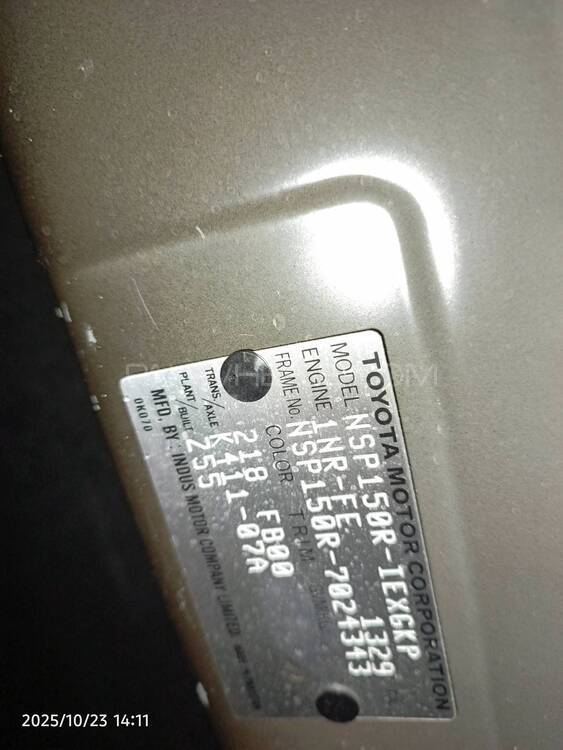 TOYOTA MOTOR CORPORATION
MODEL NSP150R-IEXGKP
ENGINE 1NR-FE 1329
FRAME No. NSP150R-7024343
COLOR TRIM
218 FB00
TRANS./AXLE K411-07A
PLANT/BUILT 255
MFD. BY : INDUS MOTOR COMPANY LIMITED.
0K070
2025/10/23 14:11